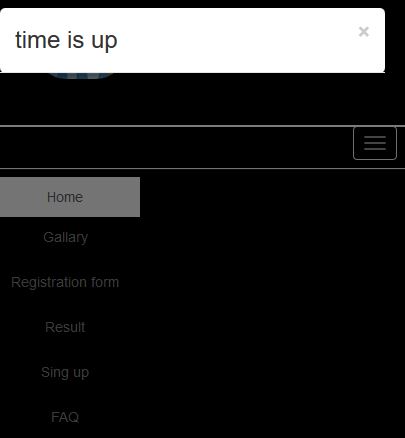 time is up
×
Home
Gallary
Registration form
Result
Sing up
FAQ